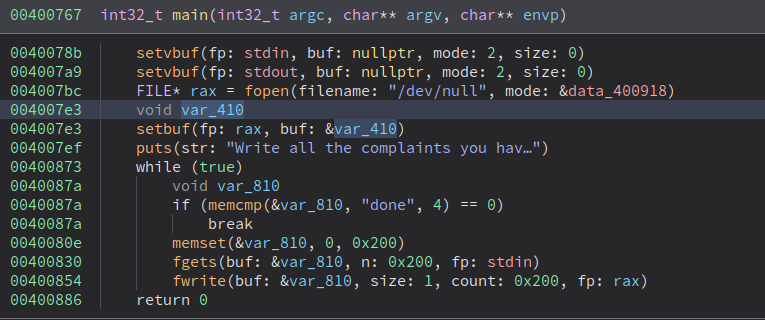 00400767 int32_t main(int32_t argc, char** argv, char** envp)
0040078b setvbuf(fp: stdin, buf: nullptr, mode: 2, size: 0)
004007a9 setvbuf(fp: stdout, buf: nullptr, mode: 2, size: 0)
004007bc FILE* rax = fopen(filename: "/dev/null", mode: &data_400918)
004007e3 void var_410
004007e3 setbuf(fp: rax, buf: &var_410)
004007ef puts(str: "Write all the complaints you hav…")
00400873 while (true)
0040087a void var_810
0040087a if (memcmp(&var_810, "done", 4) == 0)
0040087a break
0040080e memset(&var_810, 0, 0x200)
00400830 fgets(buf: &var_810, n: 0x200, fp: stdin)
00400854 fwrite(buf: &var_810, size: 1, count: 0x200, fp: rax)
00400886 return 0